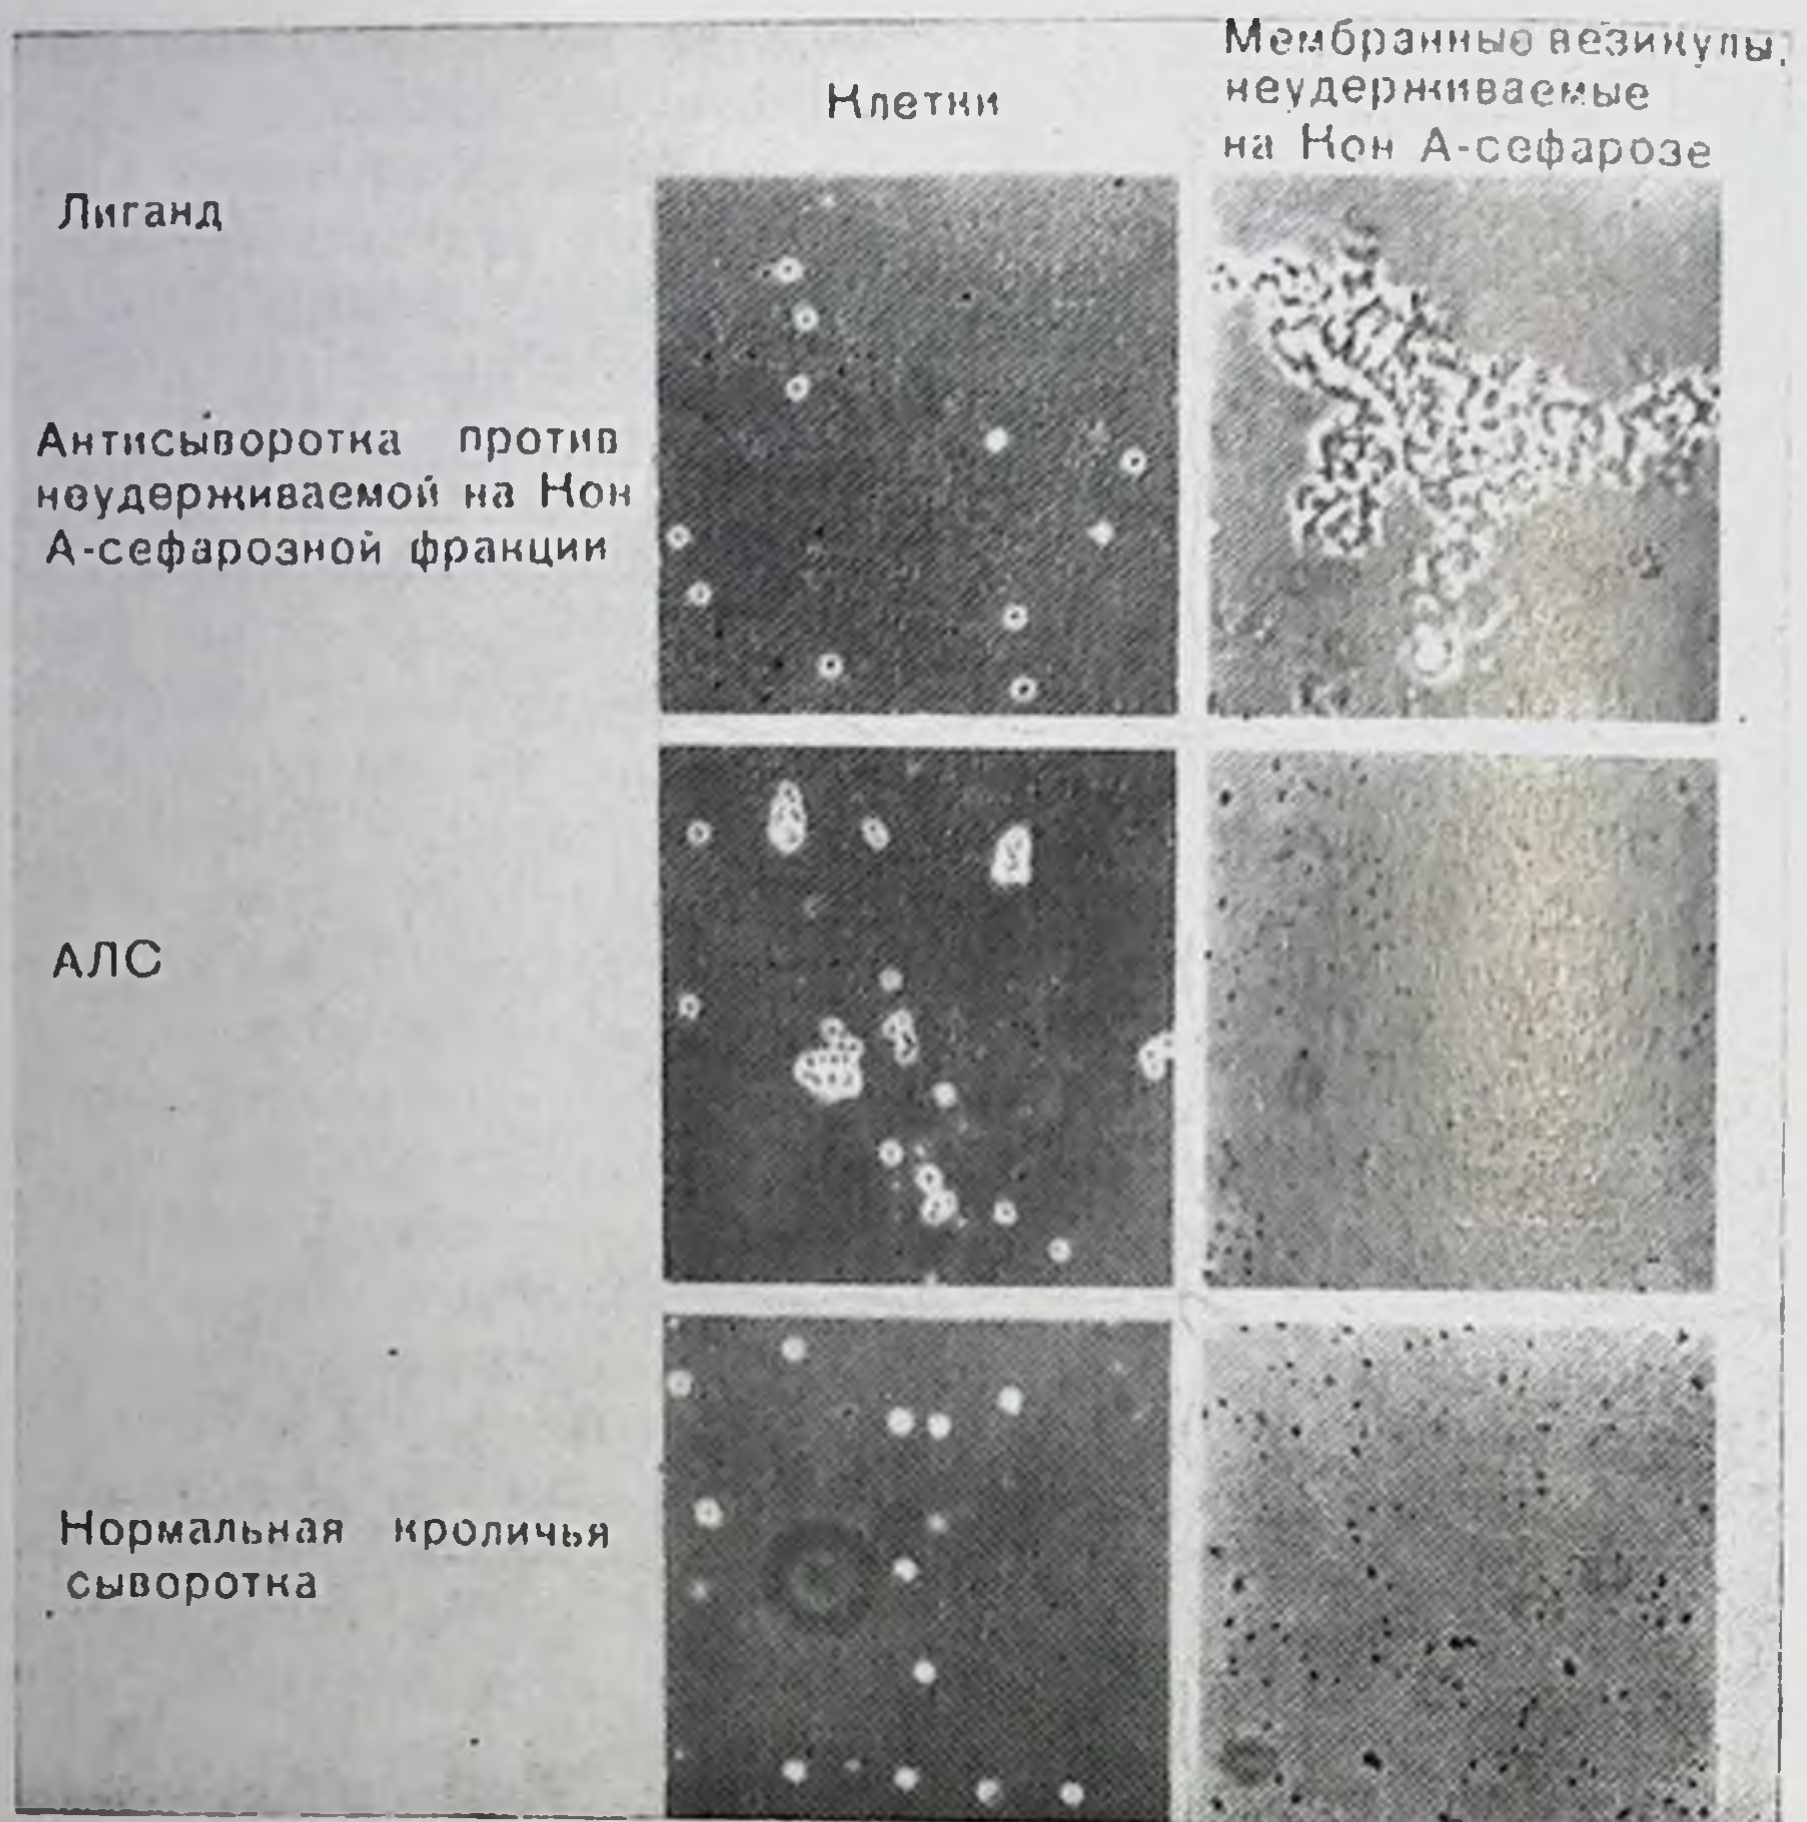 Клетки
Мембранные везикулы,
неудерживаемые
на Кон А-сефарозе
Лиганд
Антисыворотка против
неудерживаемой на Кон
А-сефарозной фракции
АЛС
Нормальная кроличья
сыворотка